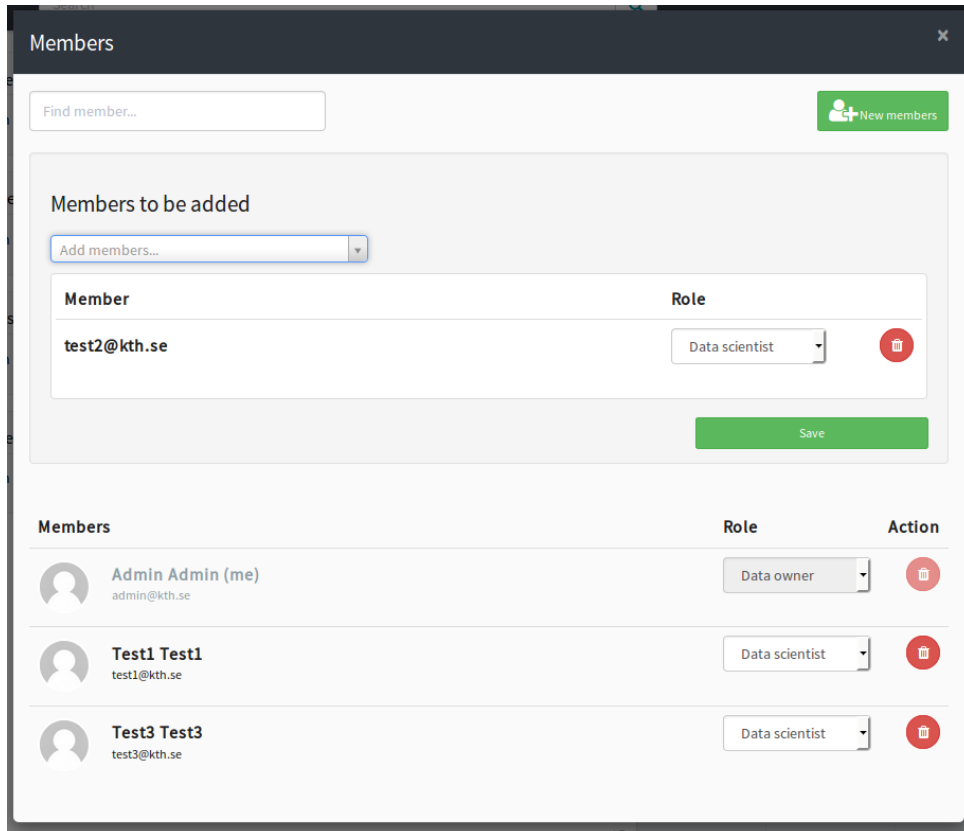 Search
Members
×
Find member...
New members
Members to be added
Add members...
Member Role
test2@kth.se Data scientist
Save
Members Role Action
Admin Admin (me) Data owner
admin@kth.se
Test1 Test1 Data scientist
test1@kth.se
Test3 Test3 Data scientist
test3@kth.se